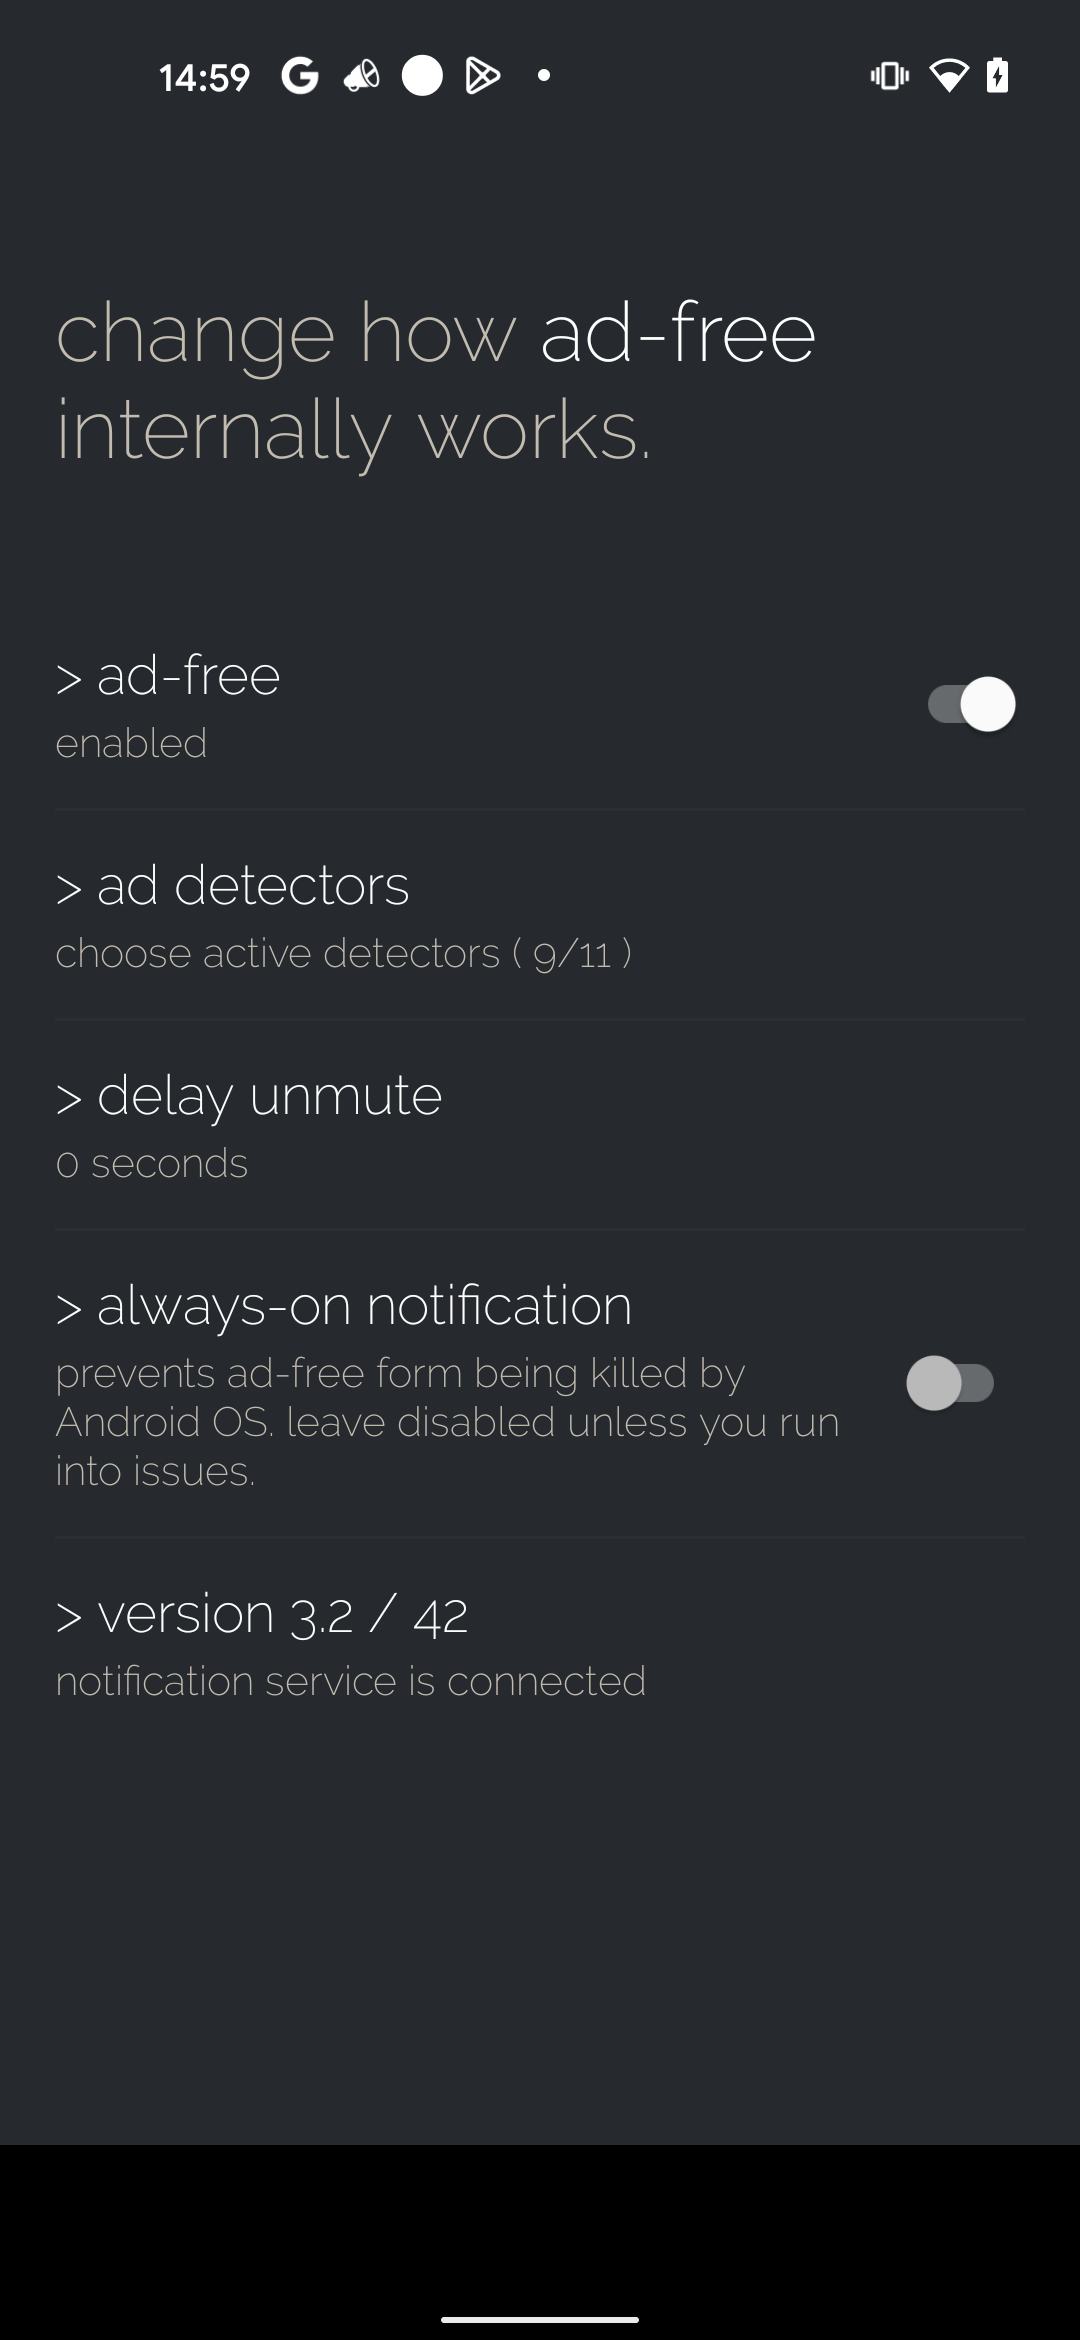 14:59
change how ad-free
internally works.
> ad-free
enabled
> ad detectors
choose active detectors ( 9/11 )
> delay unmute
0 seconds
> always-on notification
prevents ad-free form being killed by
Android OS. leave disabled unless you run
into issues.
> version 3.2 / 42
notification service is connected